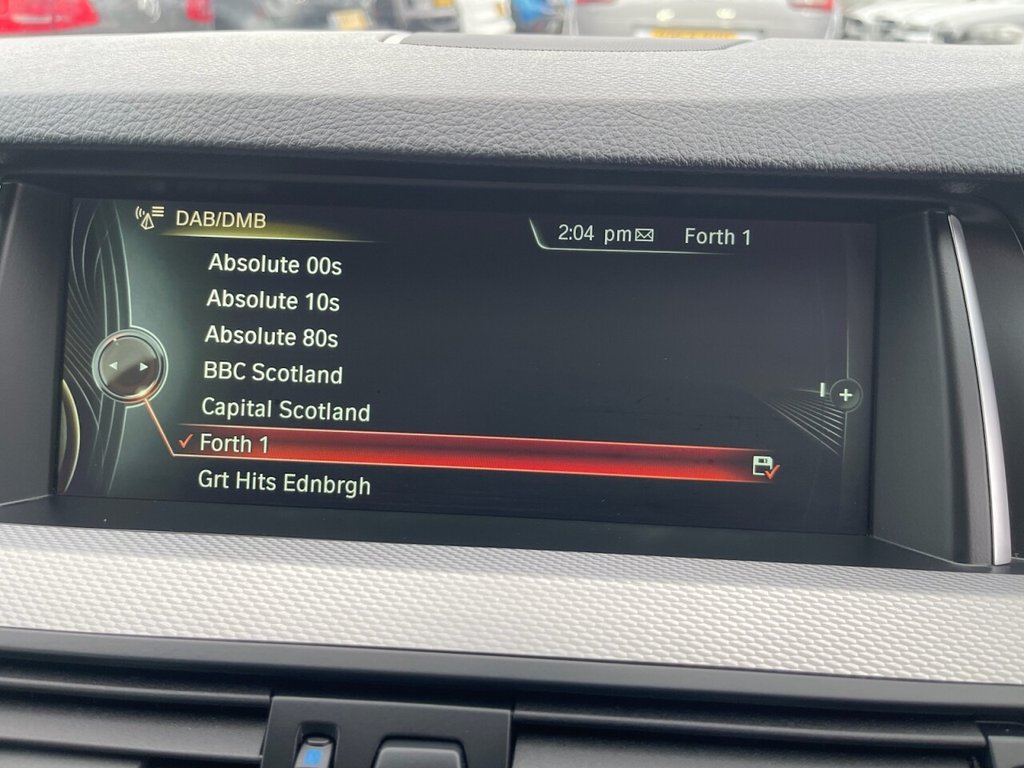 DAB/DMB
2:04 pm Forth 1
Absolute 00s
Absolute 10s
Absolute 80s
BBC Scotland
Capital Scotland
Forth 1
Grt Hits Ednbrgh